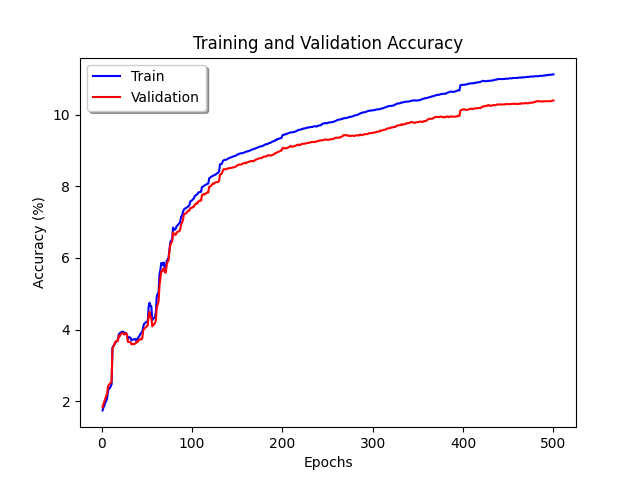 Training and Validation Accuracy
Train
Validation
Accuracy (%)
10
8
6
4
2
0 100 200 300 400 500
Epochs